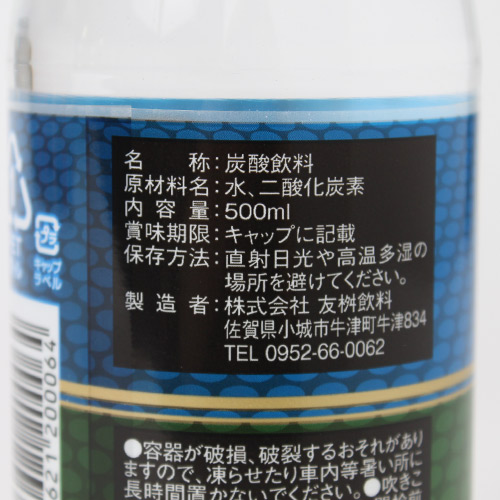 名　　称：炭酸飲料
原材料名：水、二酸化炭素
内 容 量：500ml
賞味期限：キャップに記載
保存方法：直射日光や高温多湿の
場所を避けてください。
製 造 者：株式会社 友桝飲料
佐賀県小城市牛津町牛津834
TEL 0952-66-0062
プラ
キャップ
ラベル
621200064
●容器が破損、破裂するおそれがあり
ますので、凍らせたり車内等暑い所に
長時間置かないでください。●吹きこ